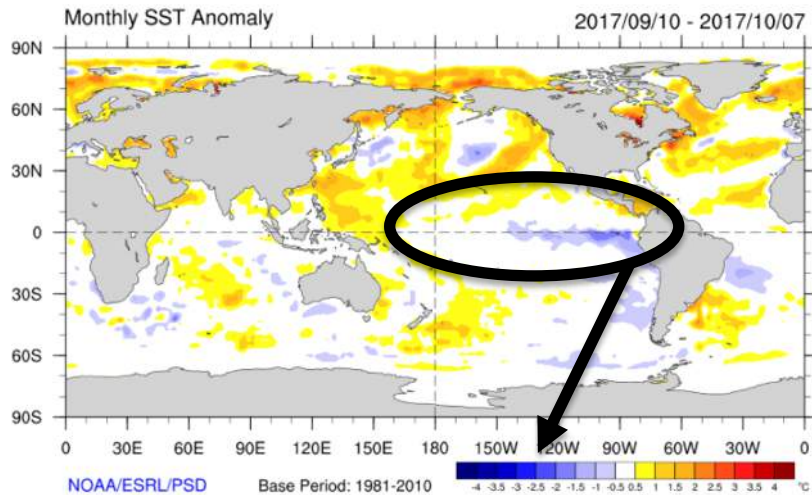 Monthly SST Anomaly 2017/09/10 - 2017/10/07
90N
60N
30N
0
30S
60S
90S
0 30E 60E 90E 120E 150E 180 150W 120W 90W 60W 30W 0
NOAA/ESRL/PSD Base Period: 1981-2010
-4 -3.5 -3 -2.5 -2 -1.5 -1 -0.5 0.5 1 1.5 2 2.5 3 3.5 4 °C